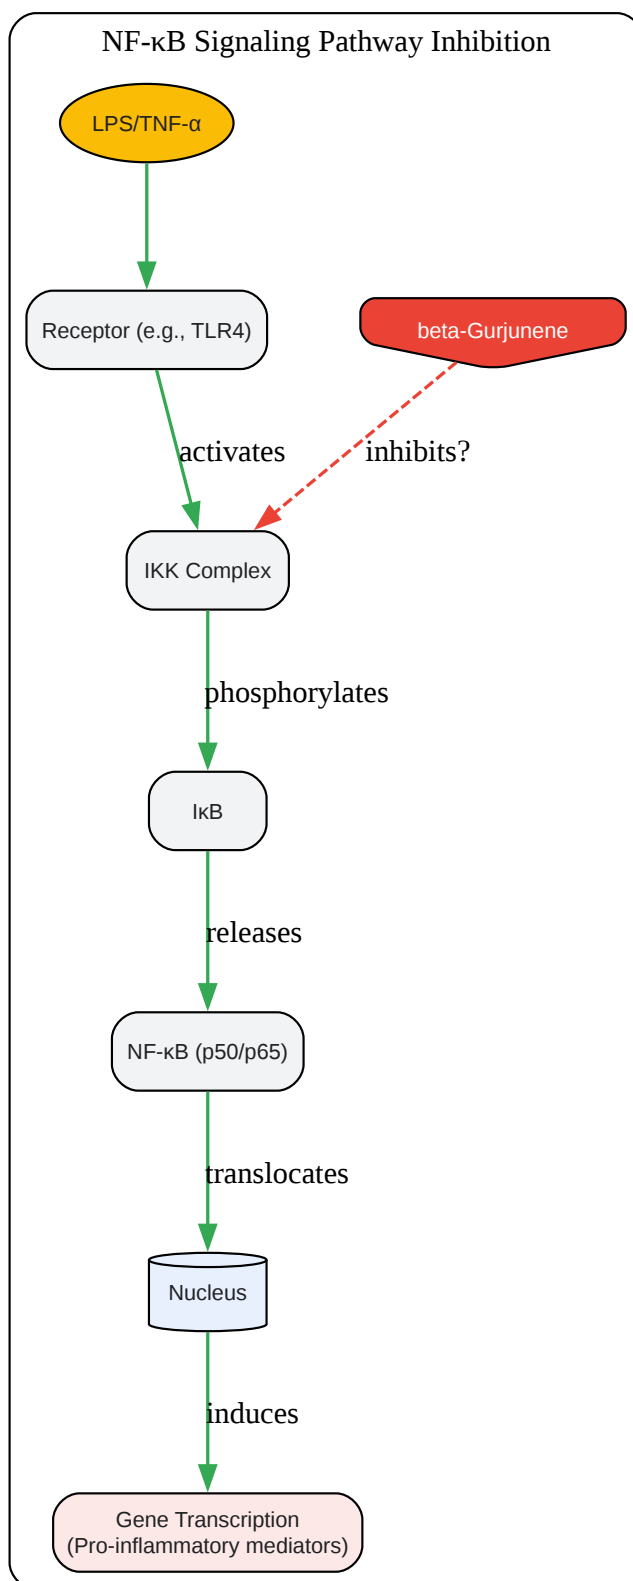 NF-κB Signaling Pathway Inhibition
LPS/TNF-α
Receptor (e.g., TLR4)
beta-Gurjunene
activates
inhibits?
IKK Complex
phosphorylates
IκB
releases
NF-κB (p50/p65)
translocates
Nucleus
induces
Gene Transcription
(Pro-inflammatory mediators)